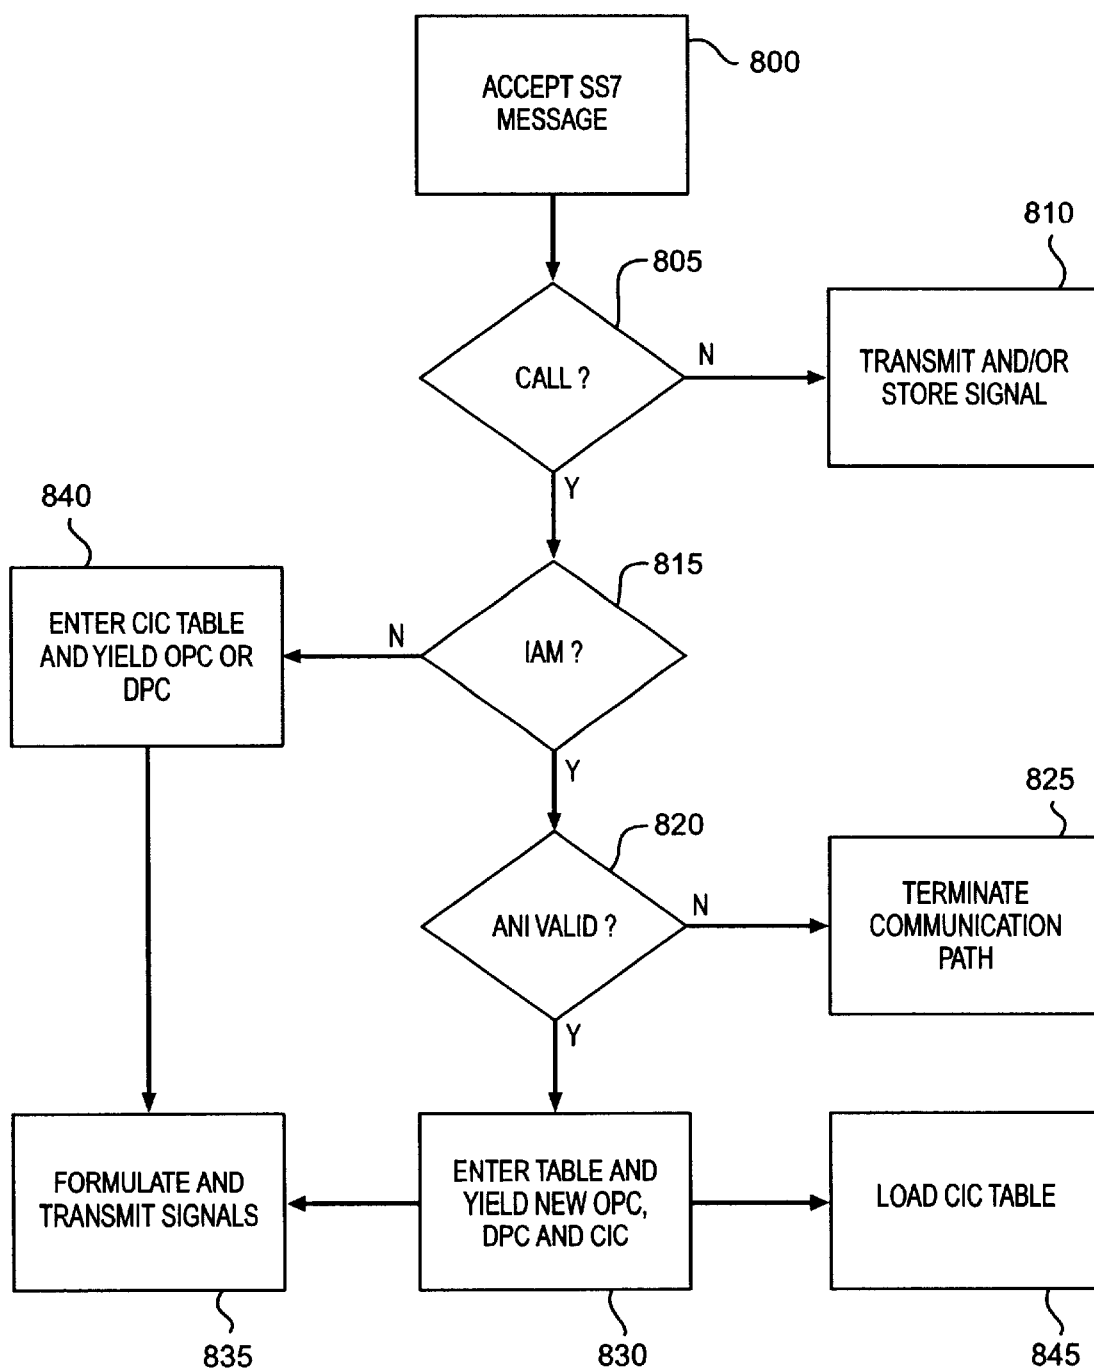 800
ACCEPT SS7
MESSAGE
805
810
CALL ?
N
TRANSMIT AND/OR
STORE SIGNAL
Y
840
815
ENTER CIC TABLE
AND YIELD OPC OR
DPC
N
IAM ?
Y
825
820
ANI VALID ?
N
TERMINATE
COMMUNICATION
PATH
Y
FORMULATE AND
TRANSMIT SIGNALS
ENTER TABLE AND
YIELD NEW OPC,
DPC AND CIC
LOAD CIC TABLE
835
830
845